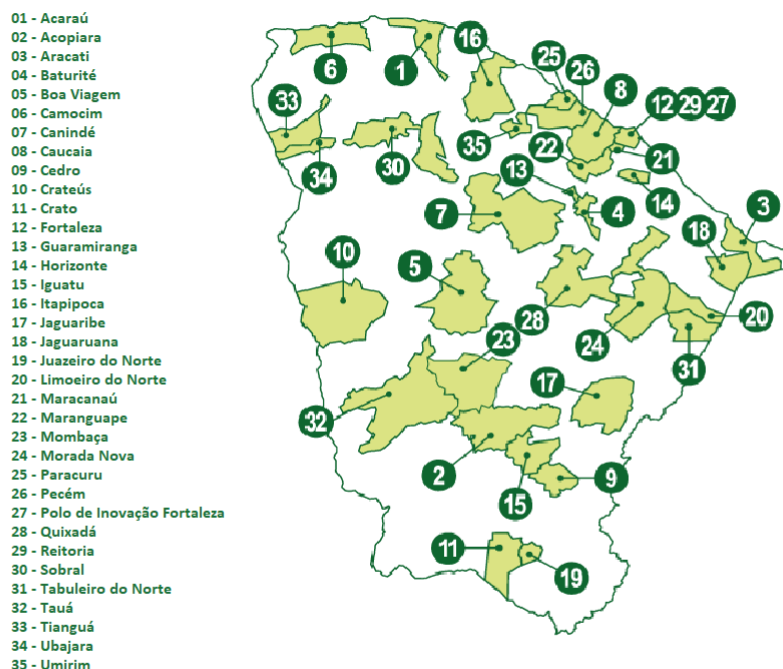 01 - Acaraú
02 - Acopiara
03 - Aracati
04 - Baturité
05 - Boa Viagem
06 - Camocim
07 - Canindé
08 - Caucaia
09 - Cedro
10 - Crateús
11 - Crato
12 - Fortaleza
13 - Guaramiranga
14 - Horizonte
15 - Iguatu
16 - Itapipoca
17 - Jaguaribe
18 - Jaguaruana
19 - Juazeiro do Norte
20 - Limoeiro do Norte
21 - Maracanaú
22 - Maranguape
23 - Mombaça
24 - Morada Nova
25 - Paracuru
26 - Pecém
27 - Polo de Inovação Fortaleza
28 - Quixadá
29 - Reitoria
30 - Sobral
31 - Tabuleiro do Norte
32 - Tauá
33 - Tianguá
34 - Ubajara
35 - Umirim
6
1
16
25
26
8
12 29 27
33
34
30
35
22
21
13
4
14
7
3
18
10
5
28
24
20
31
23
17
32
2
15
9
11
19